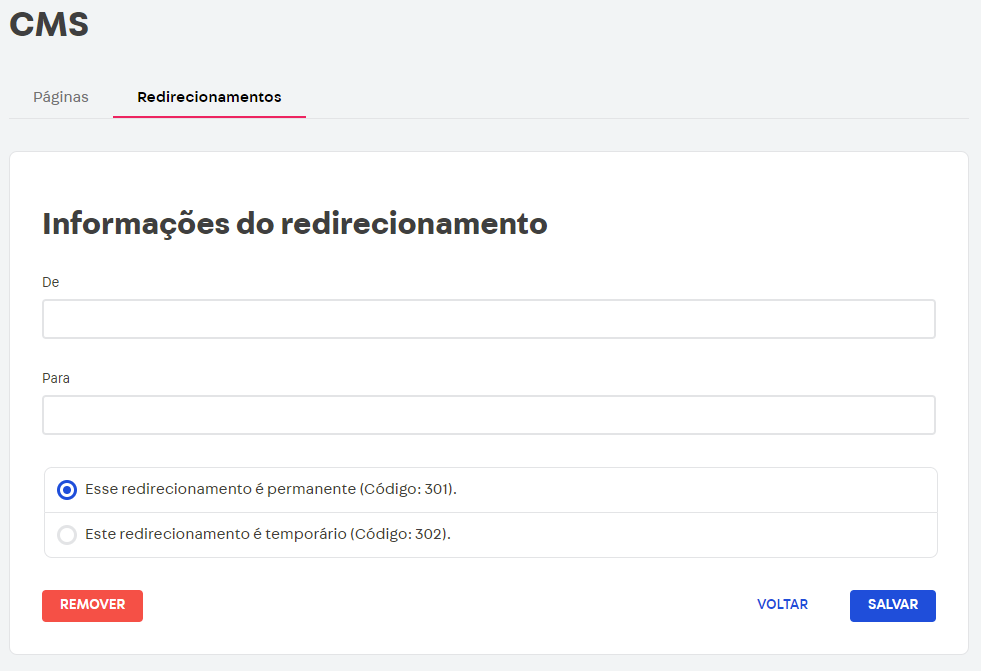 CMS
Páginas
Redirecionamentos
Informações do redirecionamento
De
Para
Esse redirecionamento é permanente (Código: 301).
Este redirecionamento é temporário (Código: 302).
REMOVER
VOLTAR
SALVAR